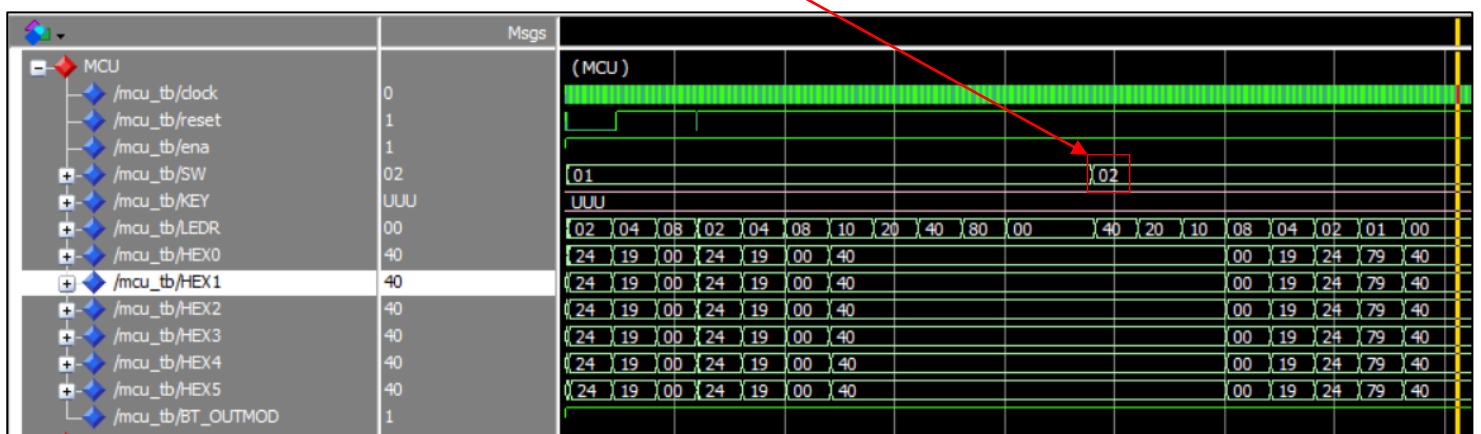 Msgs
MCU (MCU)
/mcu_tb/clock 0
/mcu_tb/reset 1
/mcu_tb/ena 1
/mcu_tb/SW 02 01 02
/mcu_tb/KEY UUU UUU
/mcu_tb/LEDR 00 02 04 08 02 04 08 10 20 40 80 00 40 20 10 08 04 02 01 00
/mcu_tb/HEX0 40 24 19 00 24 19 00 40 00 19 24 79 40
/mcu_tb/HEX1 40 24 19 00 24 19 00 40 00 19 24 79 40
/mcu_tb/HEX2 40 24 19 00 24 19 00 40 00 19 24 79 40
/mcu_tb/HEX3 40 24 19 00 24 19 00 40 00 19 24 79 40
/mcu_tb/HEX4 40 24 19 00 24 19 00 40 00 19 24 79 40
/mcu_tb/HEX5 40 24 19 00 24 19 00 40 00 19 24 79 40
/mcu_tb/BT_OUTMOD 1